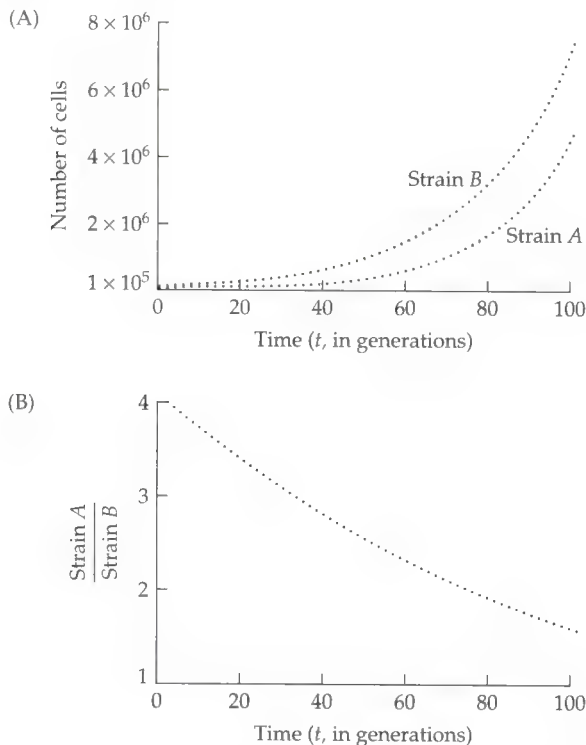 (A)
8 × 10⁶
6 × 10⁶
4 × 10⁶
2 × 10⁶
1 × 10⁵
Number of cells
Strain B
Strain A
0 20 40 60 80 100
Time (t, in generations)
(B)
4
3
2
1
Strain A
Strain B
0 20 40 60 80 100
Time (t, in generations)